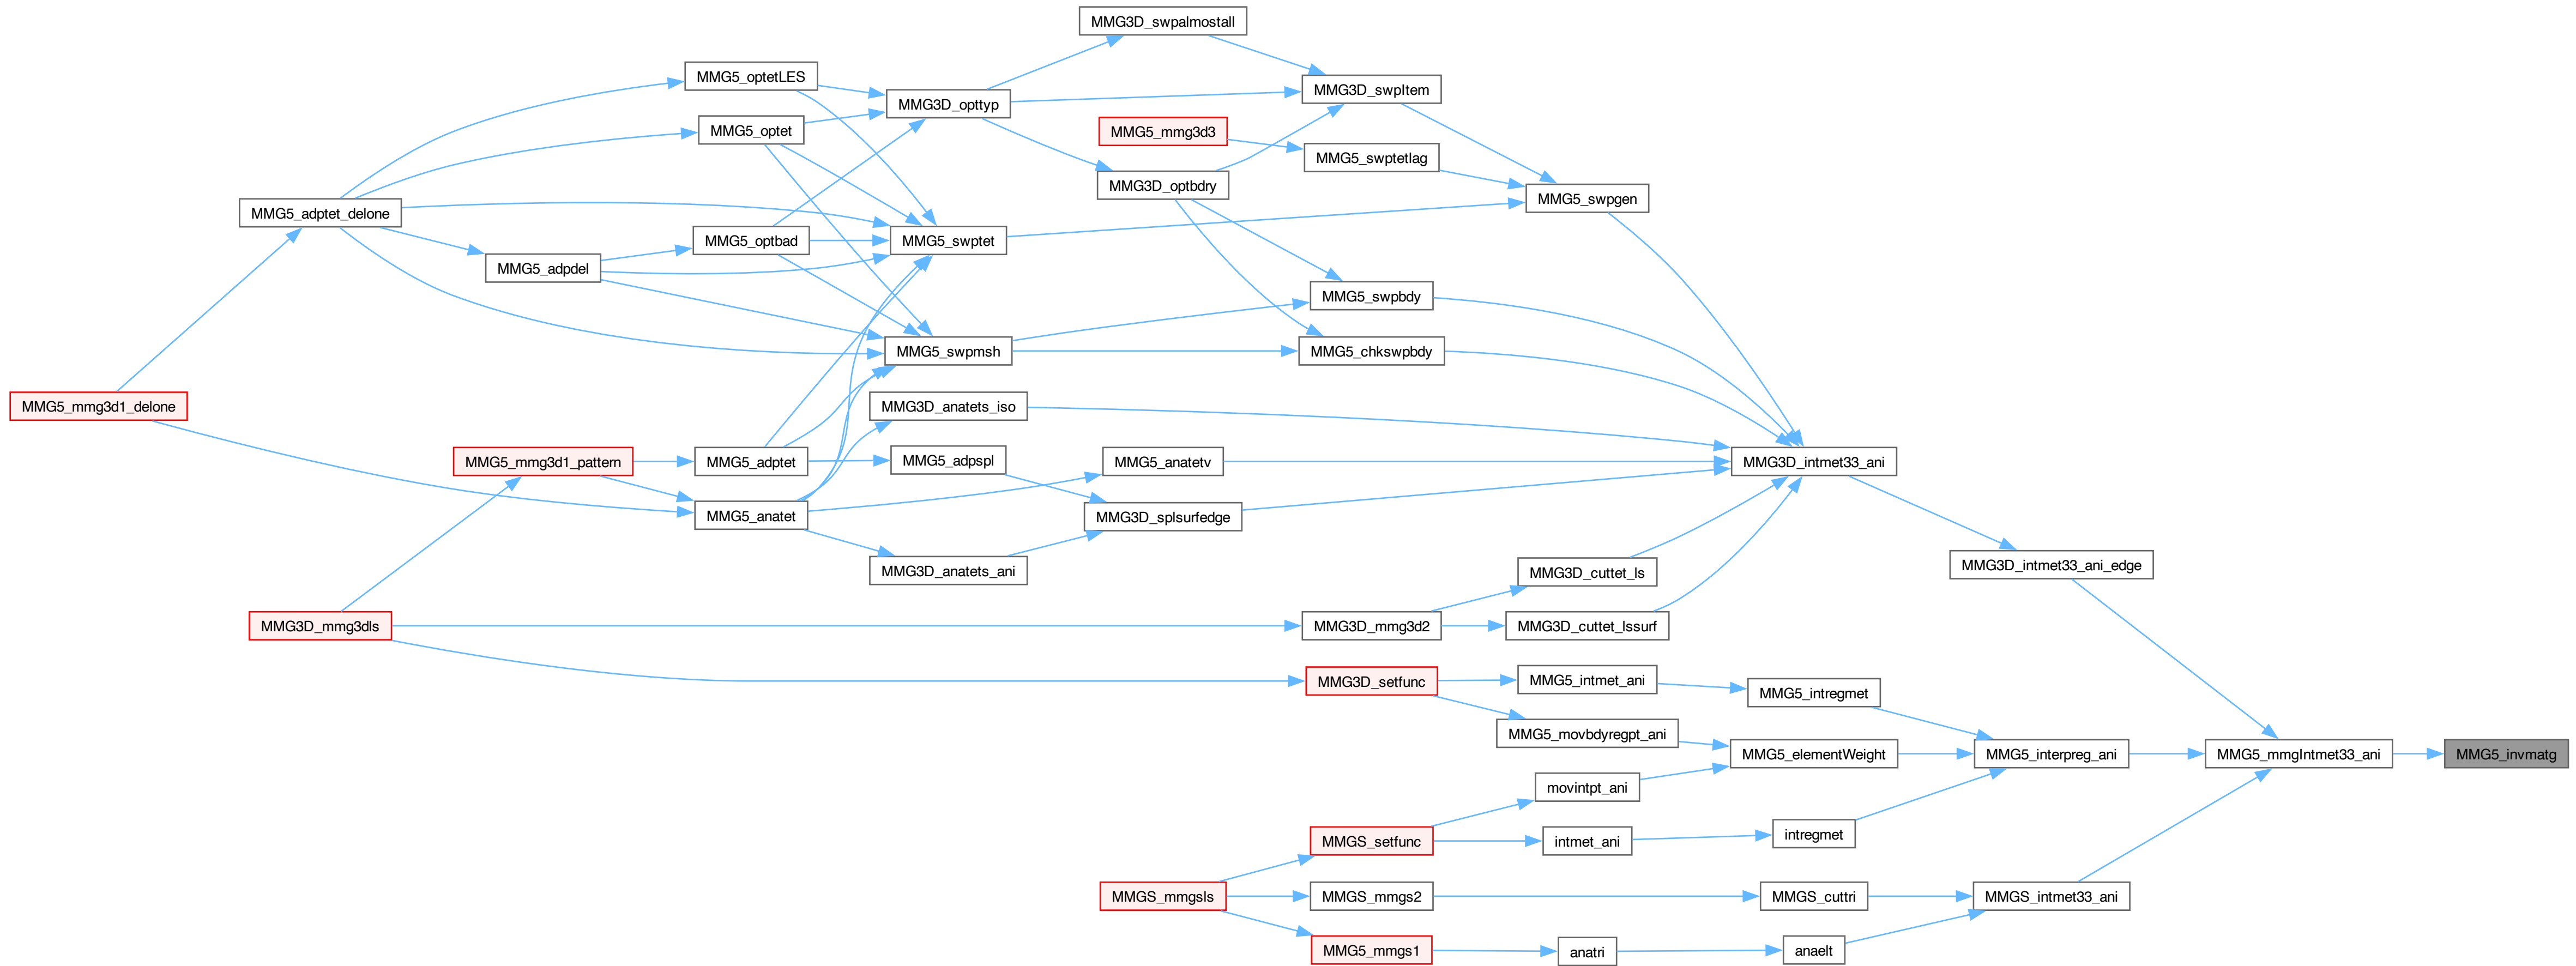 MMG3D_swpalmostall
MMG5_optetLES
MMG3D_opttyp
MMG3D_swpItem
MMG5_optet
MMG5_mmg3d3
MMG5_swptetlag
MMG3D_optbdry
MMG5_swpgen
MMG5_adptet_delone
MMG5_optbad
MMG5_swptet
MMG5_adpdel
MMG5_swpbdy
MMG5_swpmsh
MMG5_chkswpbdy
MMG5_mmg3d1_delone
MMG3D_anatets_iso
MMG5_mmg3d1_pattern
MMG5_adptet
MMG5_adpspl
MMG5_anatetv
MMG3D_intmet33_ani
MMG5_anatet
MMG3D_splsurfedge
MMG3D_anatets_ani
MMG3D_cuttet_ls
MMG3D_intmet33_ani_edge
MMG3D_mmg3dls
MMG3D_mmg3d2
MMG3D_cuttet_lssurf
MMG3D_setfunc
MMG5_intmet_ani
MMG5_intregmet
MMG5_movbdyregpt_ani
MMG5_elementWeight
MMG5_interpreg_ani
MMG5_mmgIntmet33_ani
MMG5_invmatg
movintpt_ani
MMGS_setfunc
intmet_ani
intregmet
MMGS_mmgsls
MMGS_mmgs2
MMGS_cuttri
MMGS_intmet33_ani
MMG5_mmgs1
anatri
anaelt